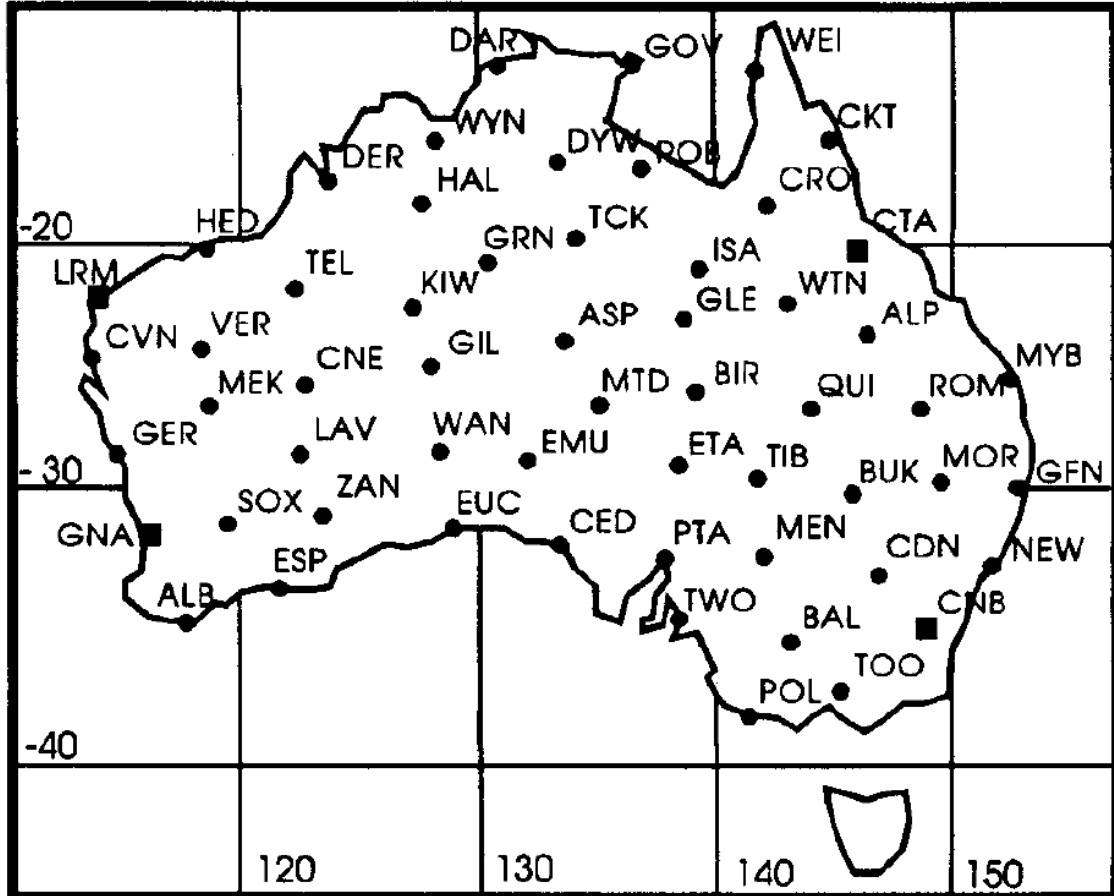 DAR
GOV
WEI
WYN
CKT
DER
DYW
ROB
HAL
CRO
HED
TCK
CTA
-20
GRN
ISA
LRM
TEL
KIW
WTN
GLE
VER
ASP
ALP
CVN
CNE
GIL
MYB
MEK
MTD
BIR
QUI
ROM
GER
LAV
WAN
EMU
ETA
TIB
BUK
MOR
GFN
-30
SOX
ZAN
EUC
GNA
CED
PTA
MEN
CDN
NEW
ESP
ALB
TWO
BAL
CNB
TOO
POL
-40
120
130
140
150